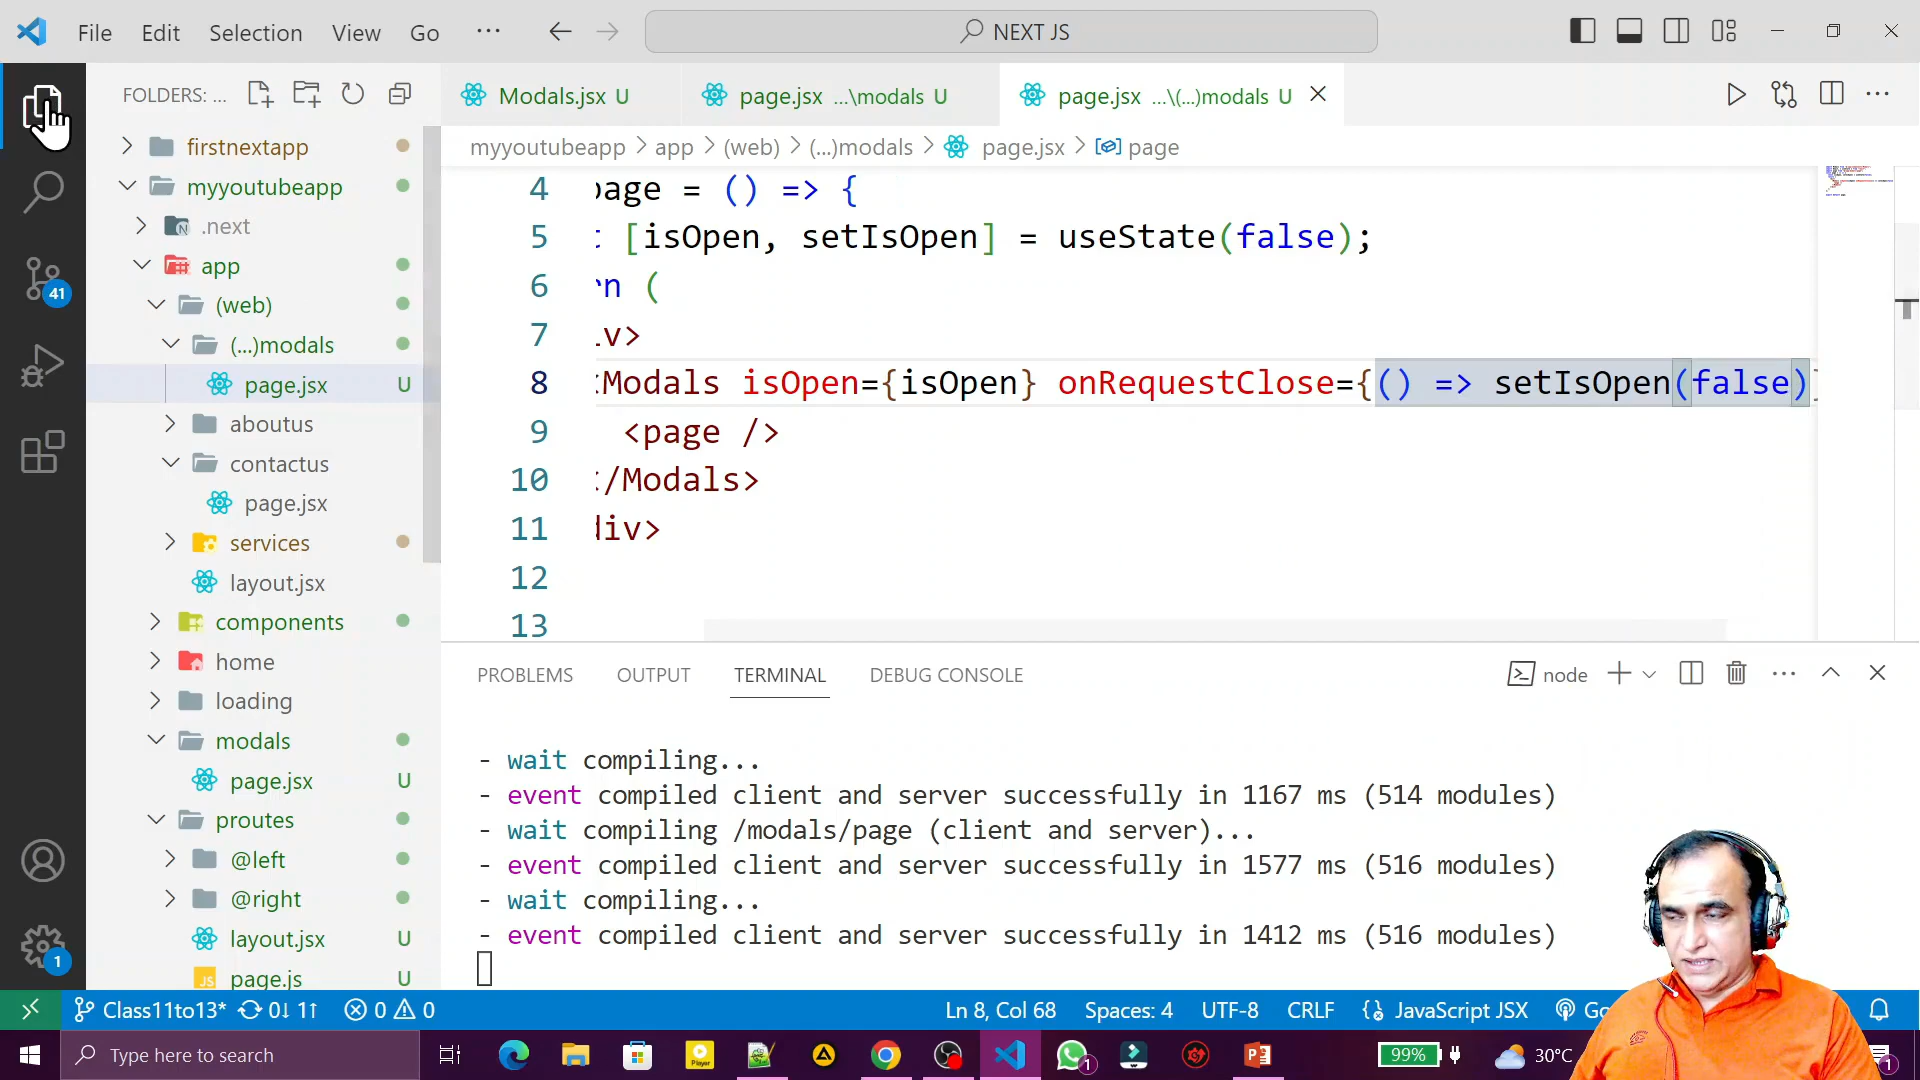 File Edit Selection View Go ··· NEXT JS
FOLDERS: ...
Modals.jsx U
page.jsx ...\modals U
page.jsx ...\(...)modals U
myyoutubeapp > app > (web) > (...)modals > page.jsx > page
firstnextapp
myyoutubeapp
.next
app
(web)
(...)modals
page.jsx U
aboutus
contactus
page.jsx
services
layout.jsx
components
home
loading
modals
page.jsx U
proutes
@left
@right
layout.jsx U
page.js U
41
1
4 page = () => {
5 t [isOpen, setIsOpen] = useState(false);
6 rn (
7 iv>
8 <Modals isOpen={isOpen} onRequestClose={() => setIsOpen(false)}
9 <page />
10 </Modals>
11 div>
12
13
PROBLEMS OUTPUT TERMINAL DEBUG CONSOLE node
- wait compiling...
- event compiled client and server successfully in 1167 ms (514 modules)
- wait compiling /modals/page (client and server)...
- event compiled client and server successfully in 1577 ms (516 modules)
- wait compiling...
- event compiled client and server successfully in 1412 ms (516 modules)
Class11to13* 0↓ 1↑ 0 0 Ln 8, Col 68 Spaces: 4 UTF-8 CRLF JavaScript JSX Go
Type here to search 1 99% 30°C 1